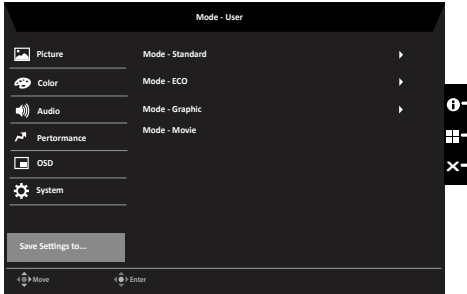 Mode - User
Picture
Color
Audio
Pertormance
OSD
System
Save Settings to...
Mode - Standard
Mode - ECO
Mode - Graphic
Mode - Movie
Move
Enter